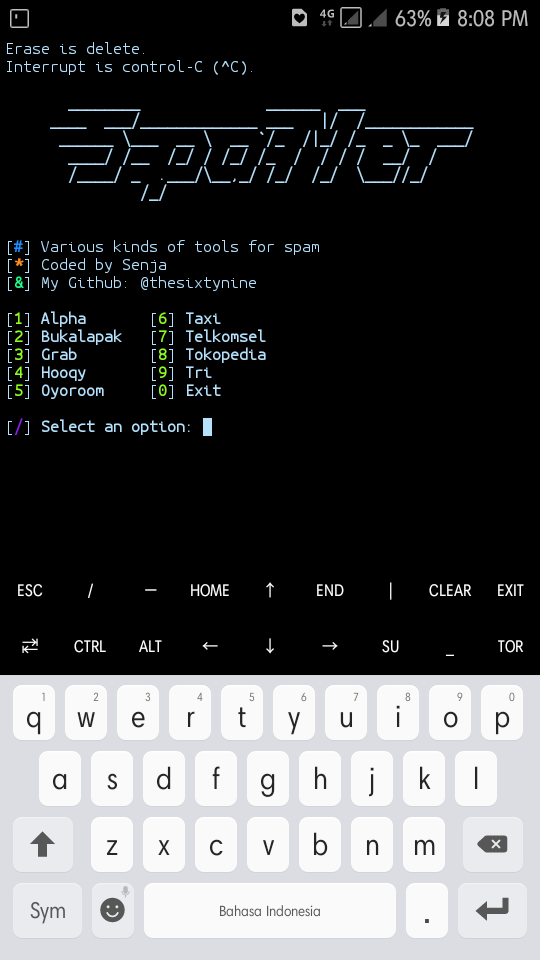 4G 63% 8:08 PM
Erase is delete.
Interrupt is control-C (^C).
Spammer
[#] Various kinds of tools for spam
[*] Coded by Senja
[&] My Github: @thesixtynine
[1] Alpha [6] Taxi
[2] Bukalapak [7] Telkomsel
[3] Grab [8] Tokopedia
[4] Hooqy [9] Tri
[5] Oyoroom [0] Exit
[/] Select an option:
ESC / — HOME ↑ END | CLEAR EXIT
⇄ CTRL ALT ← ↓ → SU _ TOR
1 2 3 4 5 6 7 8 9 0
q w e r t y u i o p
a s d f g h j k l
z x c v b n m
Sym Bahasa Indonesia .